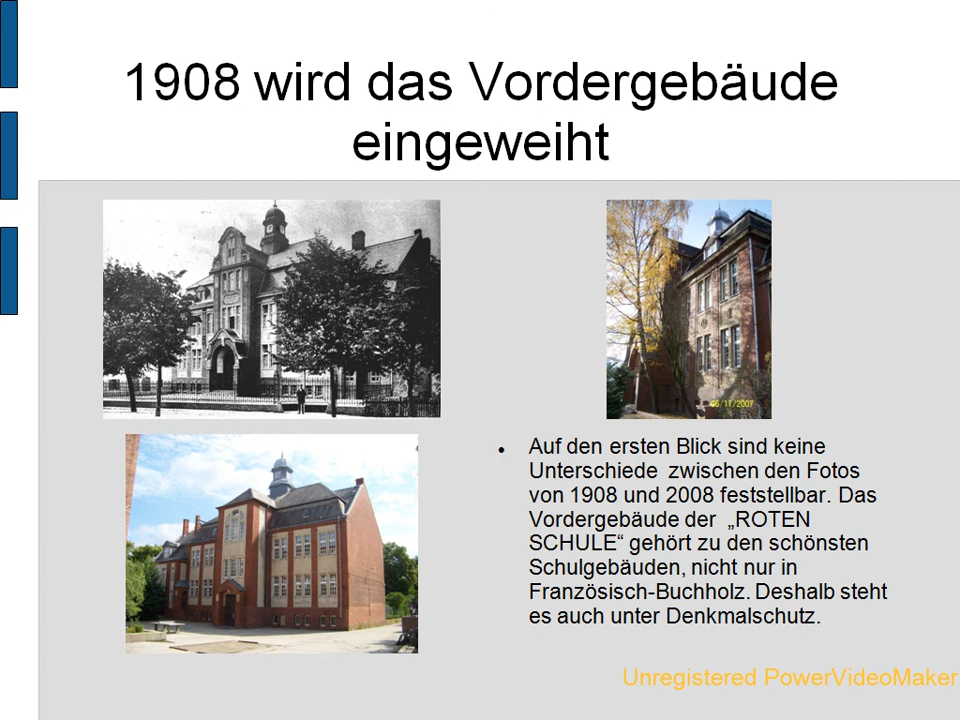 1908 wird das Vordergebäude
eingeweiht
Auf den ersten Blick sind keine
Unterschiede zwischen den Fotos
von 1908 und 2008 feststellbar. Das
Vordergebäude der „ROTEN
SCHULE“ gehört zu den schönsten
Schulgebäuden, nicht nur in
Französisch-Buchholz. Deshalb steht
es auch unter Denkmalschutz.
Unregistered PowerVideoMaker